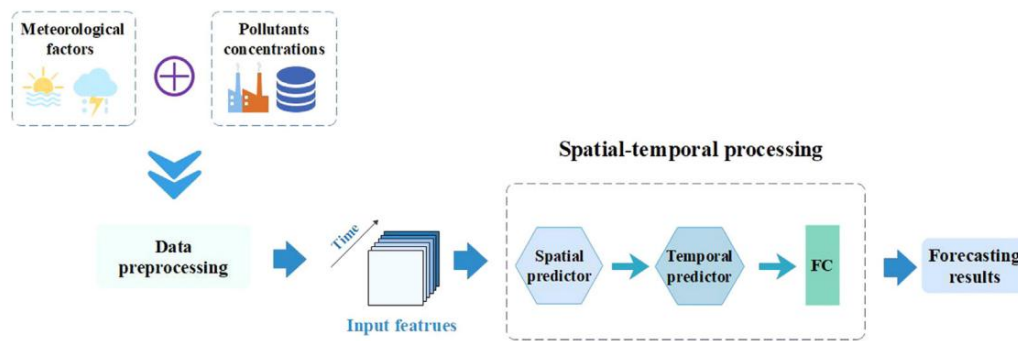 Meteorological
factors
Pollutants
concentrations
Spatial-temporal processing
Data
preprocessing
Time
Input featrues
Spatial
predictor
Temporal
predictor
FC
Forecasting
results